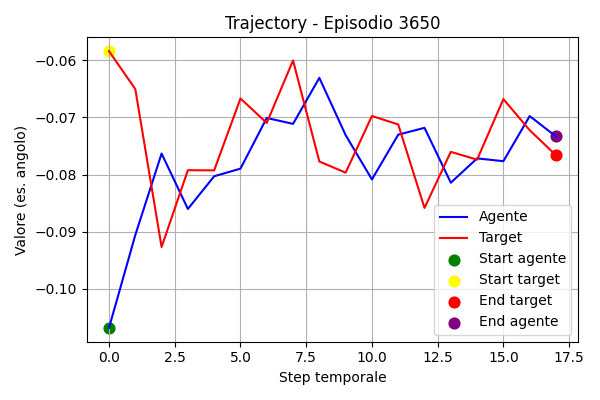 Trajectory - Episodio 3650
Valore (es. angolo)
−0.06
−0.07
−0.08
−0.09
−0.10
0.0 2.5 5.0 7.5 10.0 12.5 15.0 17.5
Step temporale
Agente
Target
Start agente
Start target
End target
End agente